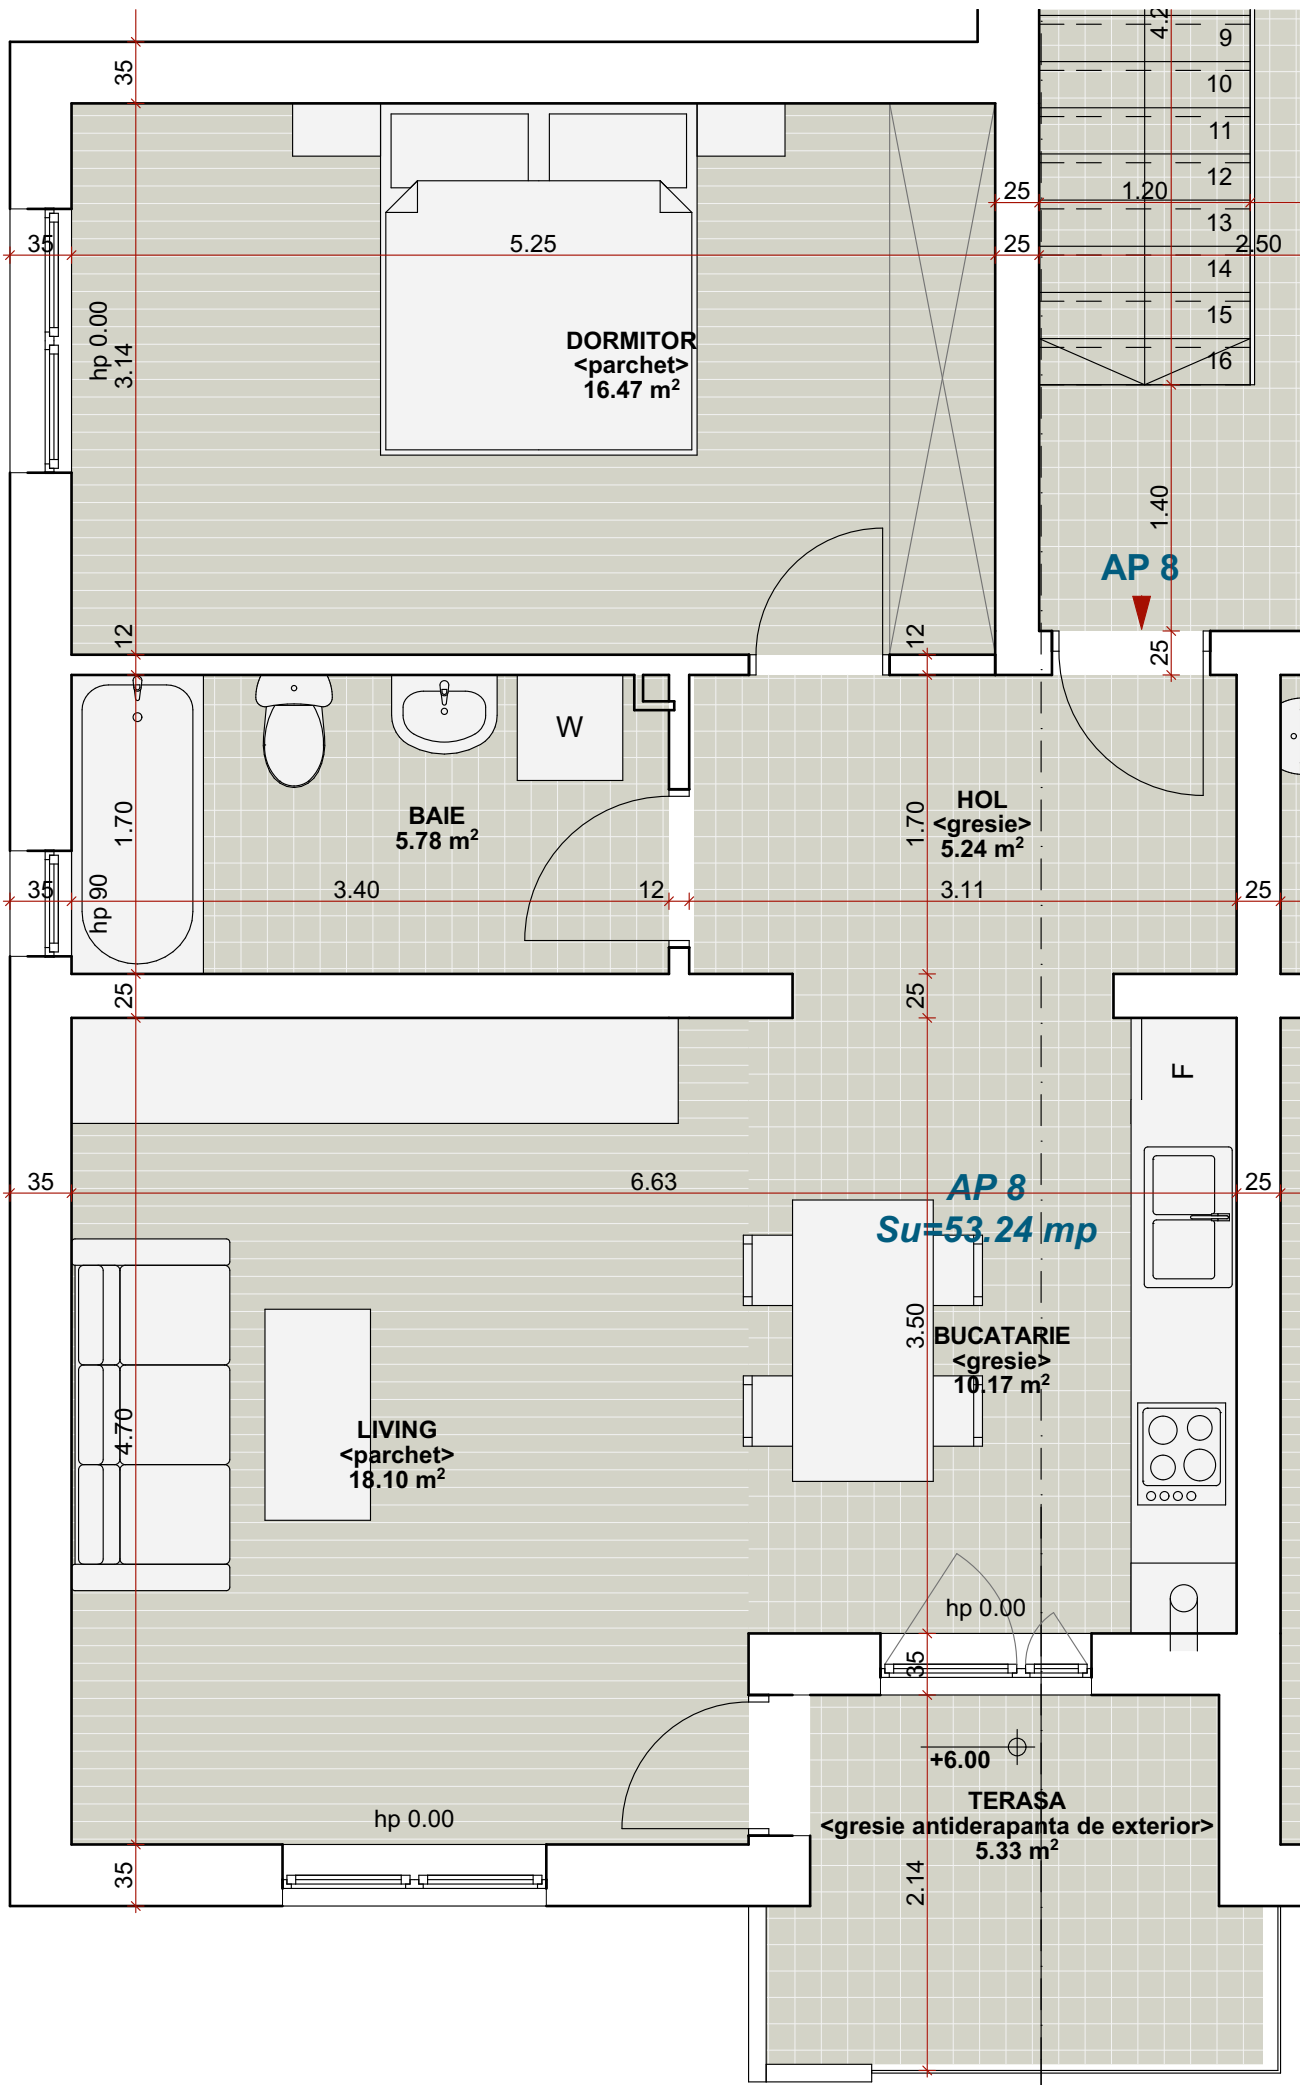 4.2
9
10
11
12
13
14
15
16
35
25
1.20
35
5.25
25
2.50
hp 0.00
3.14
DORMITOR
<parchet>
16.47 m²
1.40
AP 8
12
12
25
W
BAIE
5.78 m²
1.70
HOL
<gresie>
5.24 m²
1.70
35
hp 90
3.40
12
3.11
25
25
25
F
35
6.63
25
AP 8
Su=53.24 mp
3.50
BUCATARIE
<gresie>
10.17 m²
4.70
LIVING
<parchet>
18.10 m²
hp 0.00
35
+6.00
TERASA
<gresie antiderapanta de exterior>
5.33 m²
hp 0.00
35
2.14